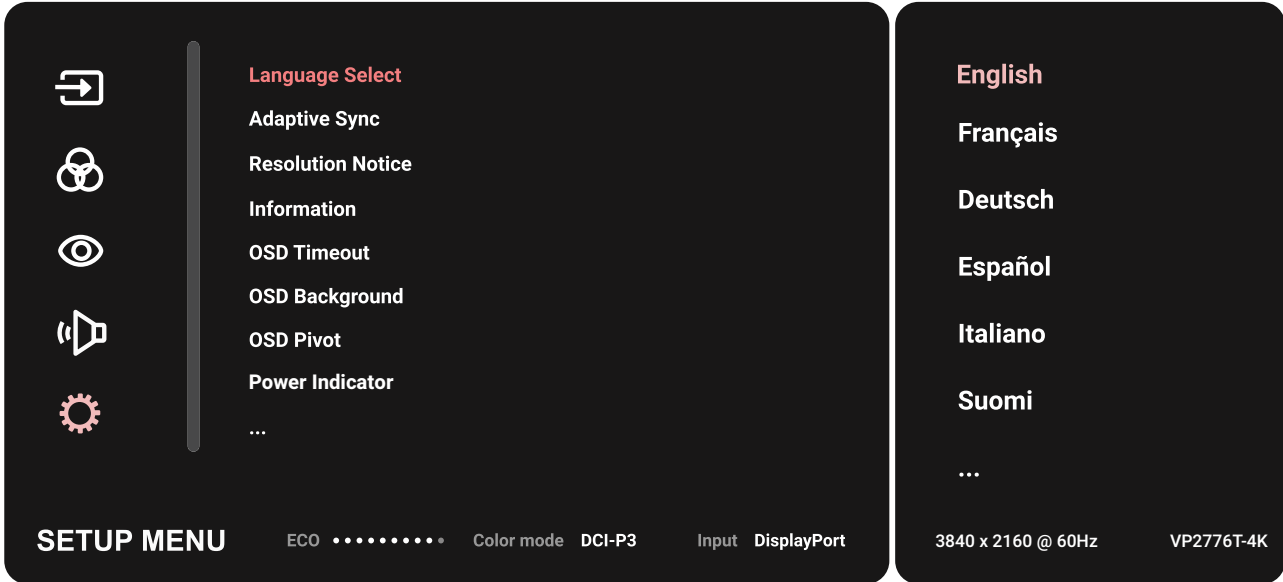 Language Select
Adaptive Sync
Resolution Notice
Information
OSD Timeout
OSD Background
OSD Pivot
Power Indicator
...
English
Français
Deutsch
Español
Italiano
Suomi
...
SETUP MENU ECO Color mode DCI-P3 Input DisplayPort 3840 x 2160 @ 60Hz VP2776T-4K